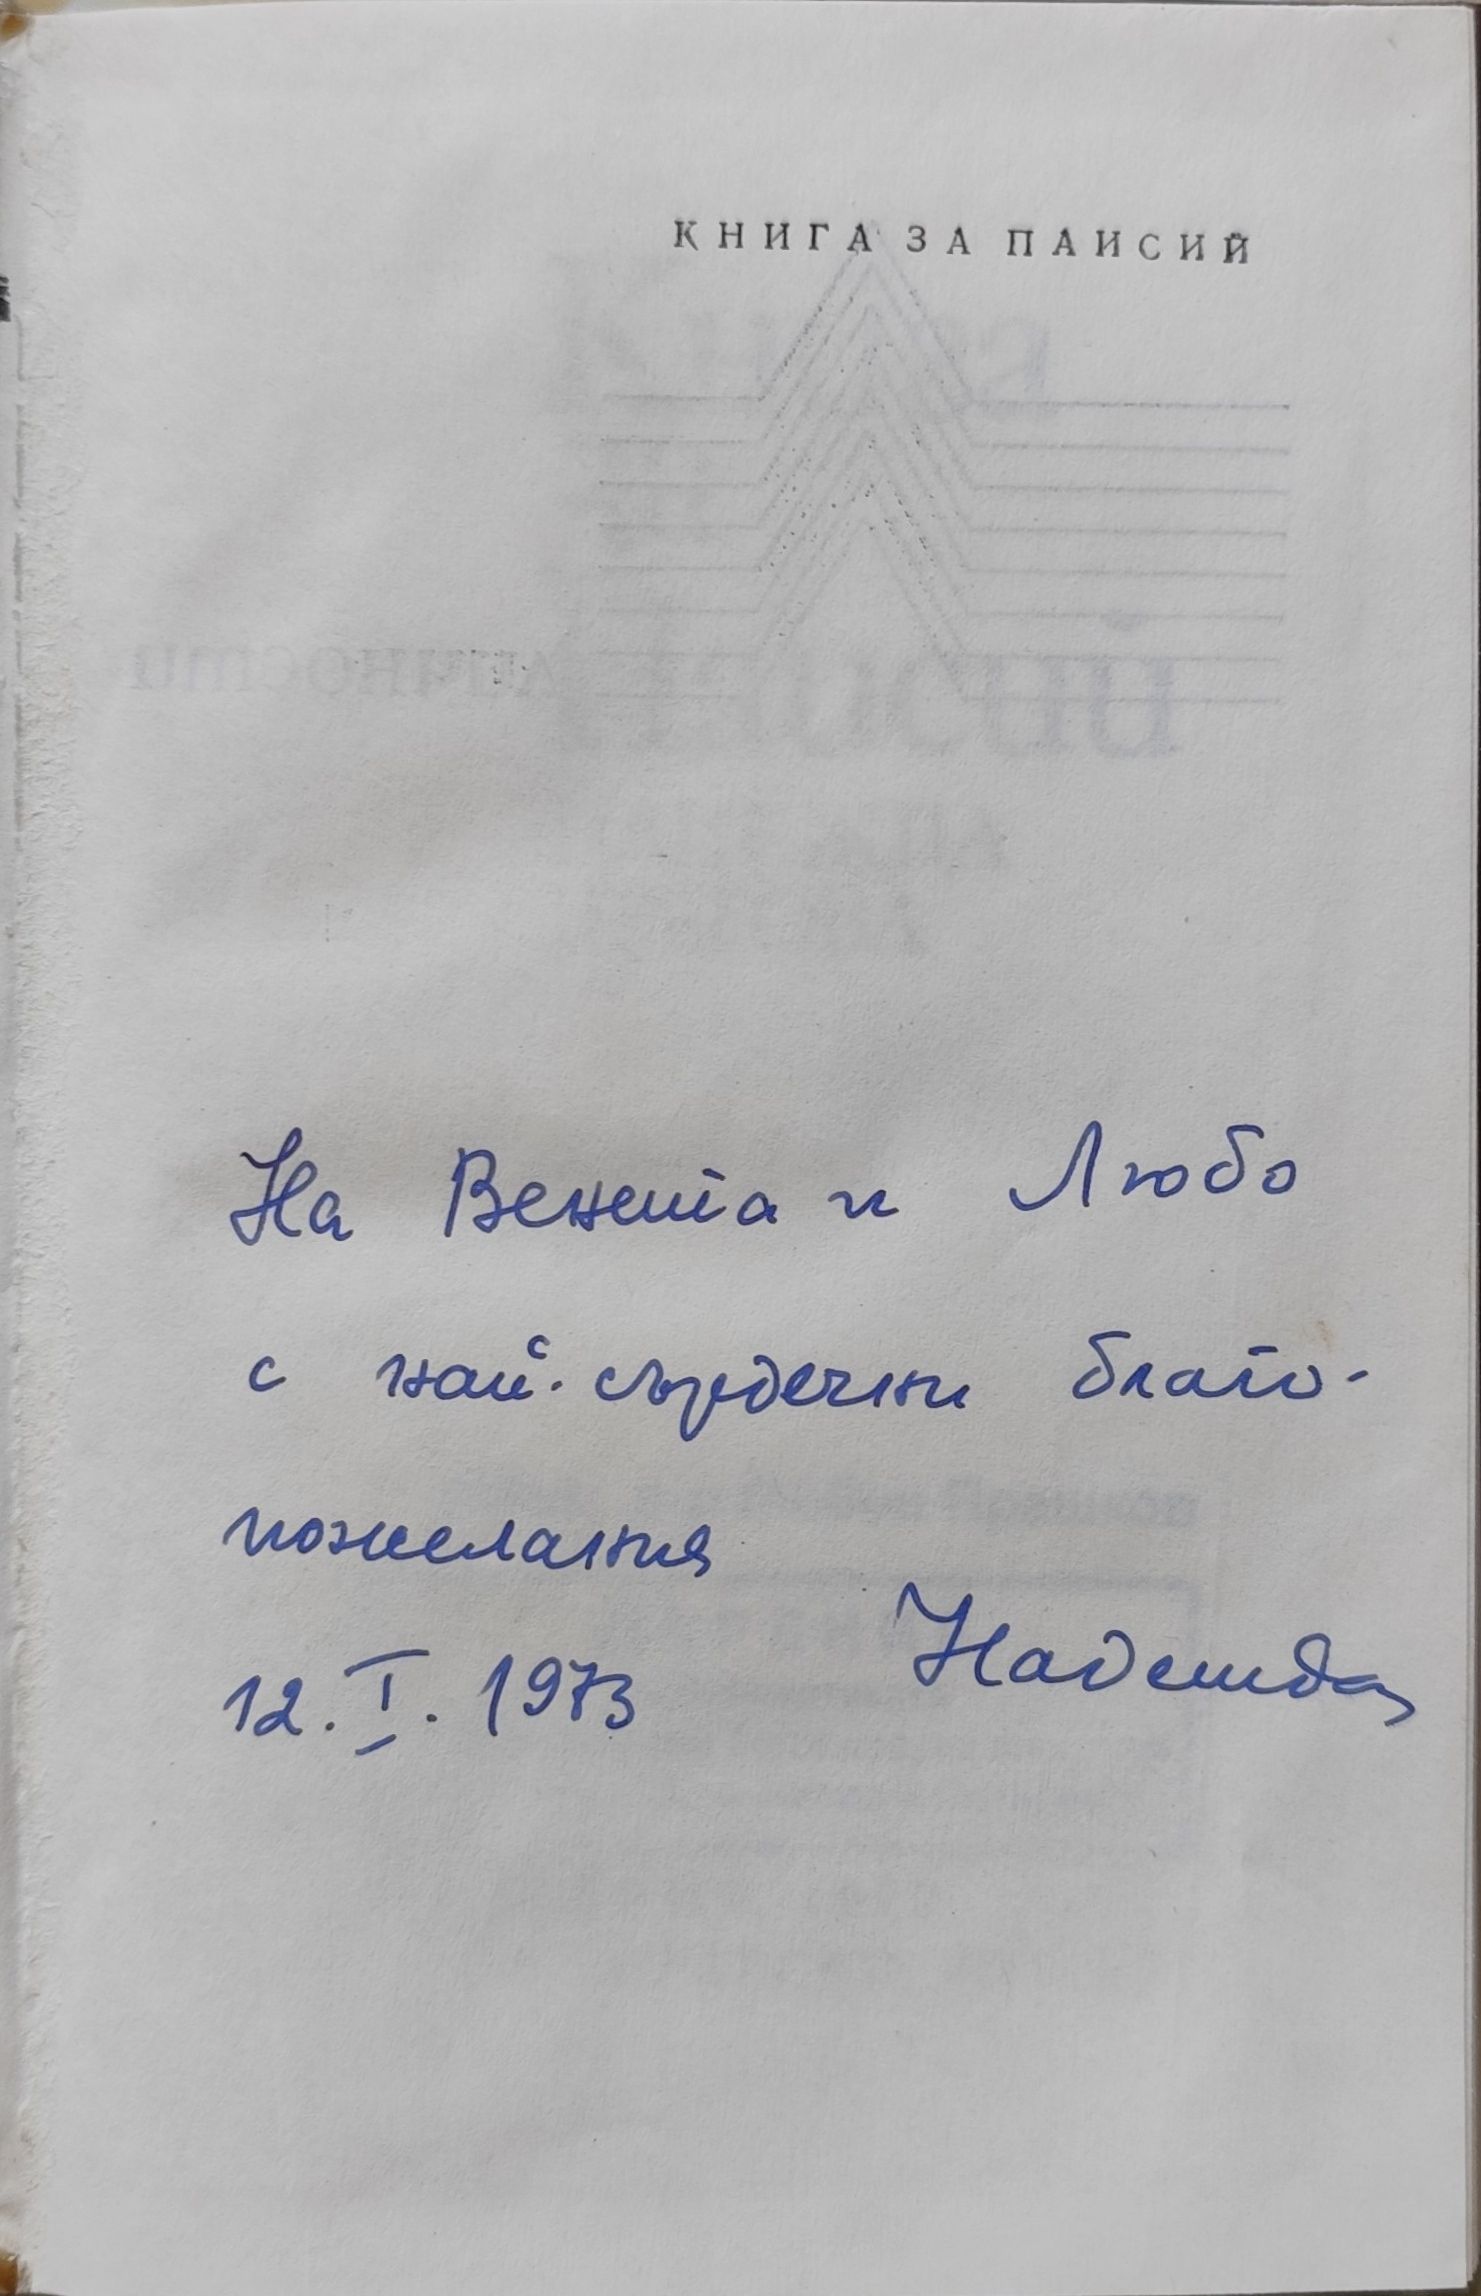 КНИГА ЗА ПАИСИЙ
На Венета и Любо
с най-сърдечни благо-
пожелания
12. I. 1973 Надежда